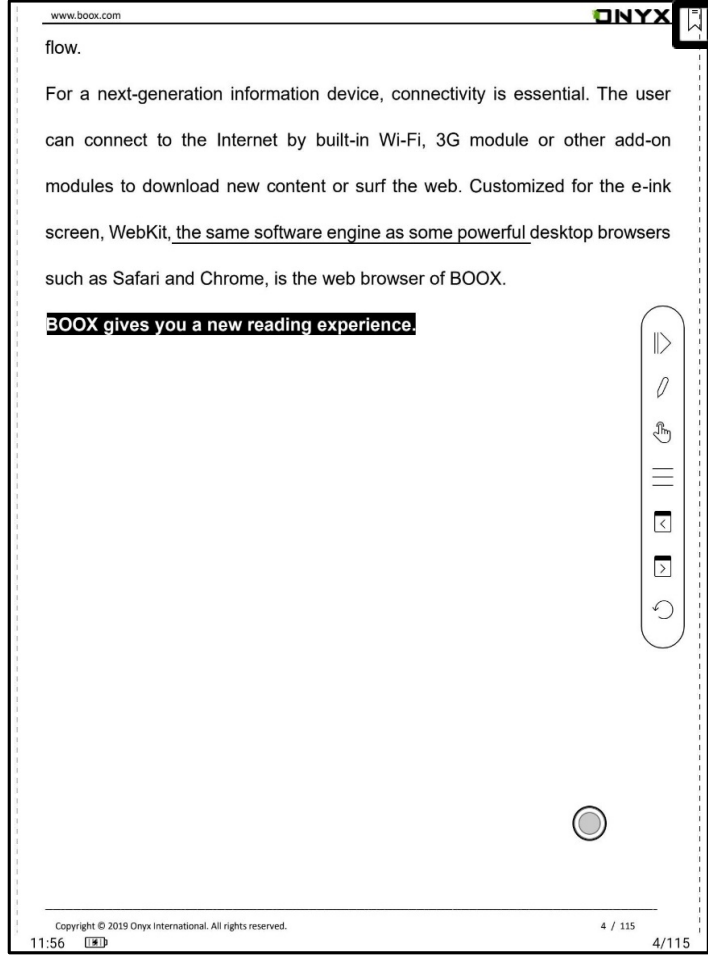 www.boox.com
ONYX
flow.
For a next-generation information device, connectivity is essential. The user
can connect to the Internet by built-in Wi-Fi, 3G module or other add-on
modules to download new content or surf the web. Customized for the e-ink
screen, WebKit, the same software engine as some powerful desktop browsers
such as Safari and Chrome, is the web browser of BOOX.
BOOX gives you a new reading experience.
Copyright © 2019 Onyx International. All rights reserved.
4 / 115
11:56
4/115